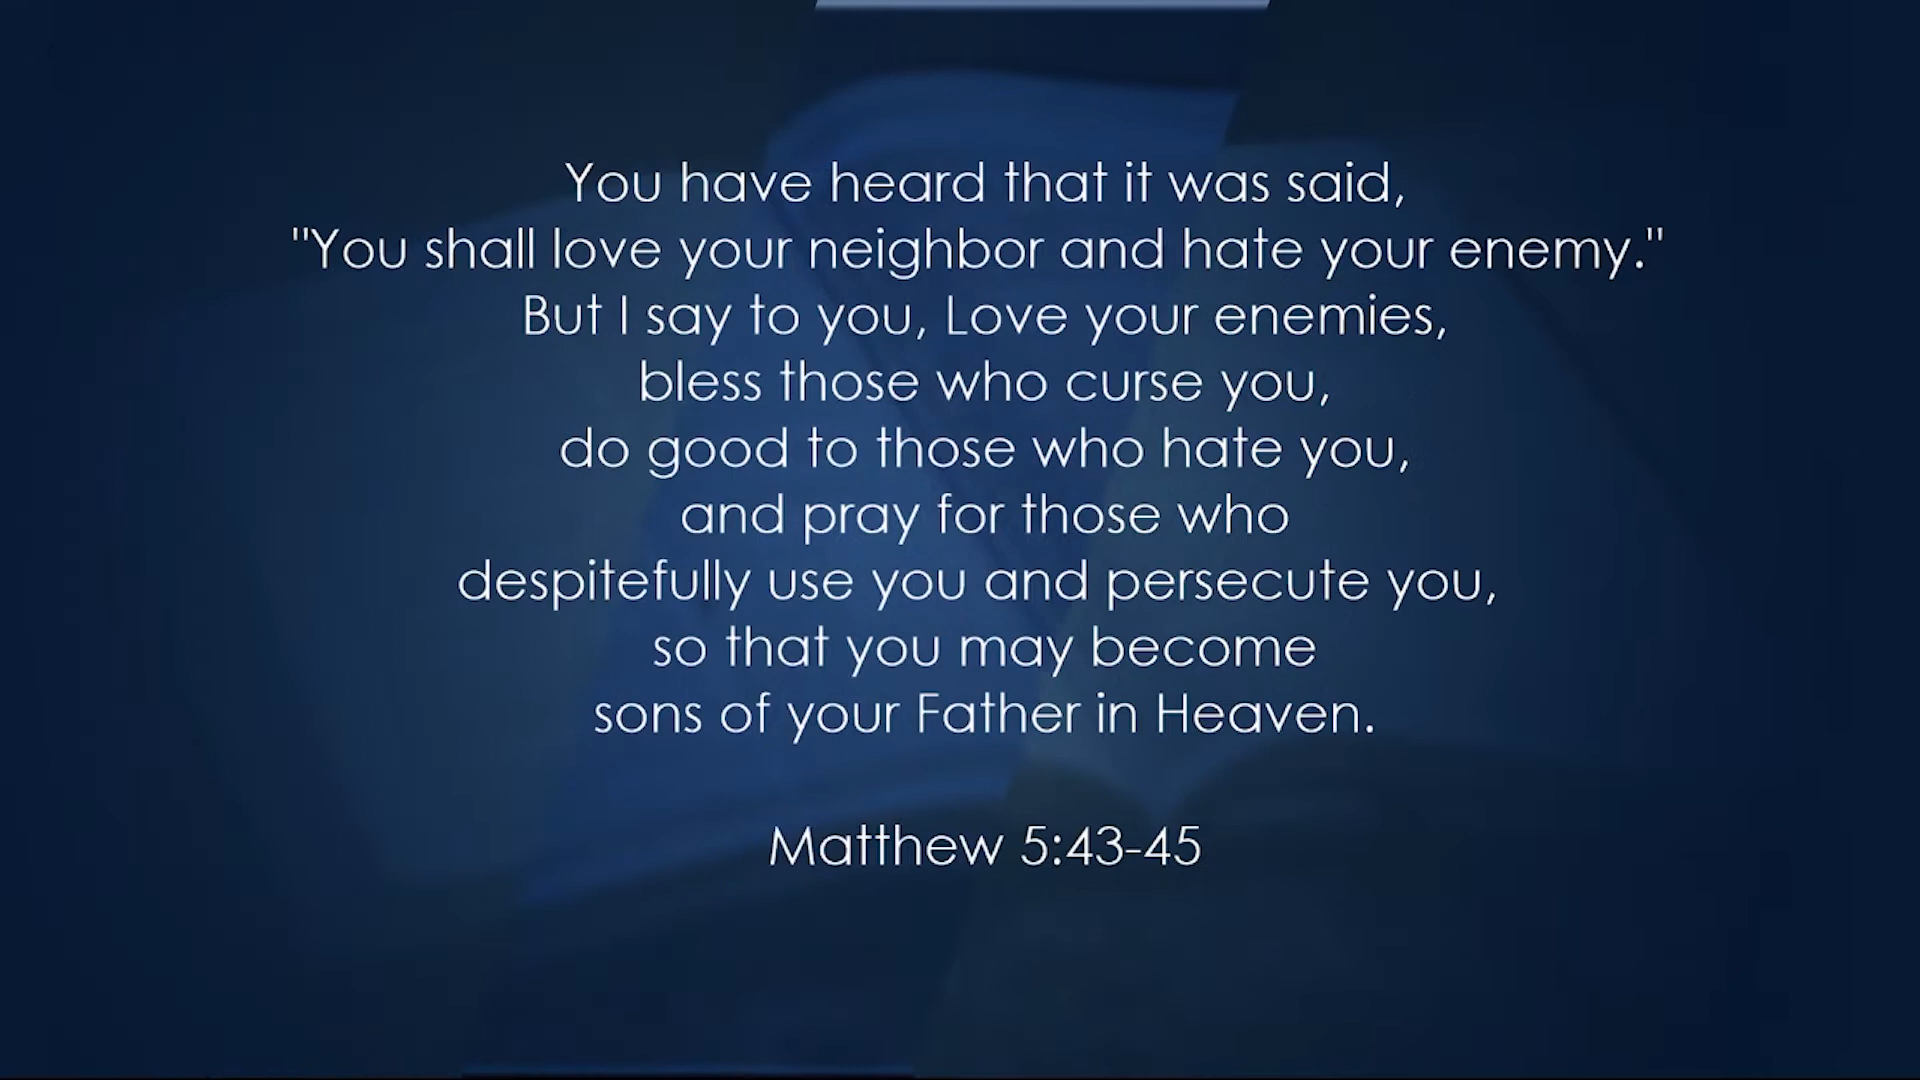 You have heard that it was said,
"You shall love your neighbor and hate your enemy."
But I say to you, Love your enemies,
bless those who curse you,
do good to those who hate you,
and pray for those who
despitefully use you and persecute you,
so that you may become
sons of your Father in Heaven.
Matthew 5:43-45